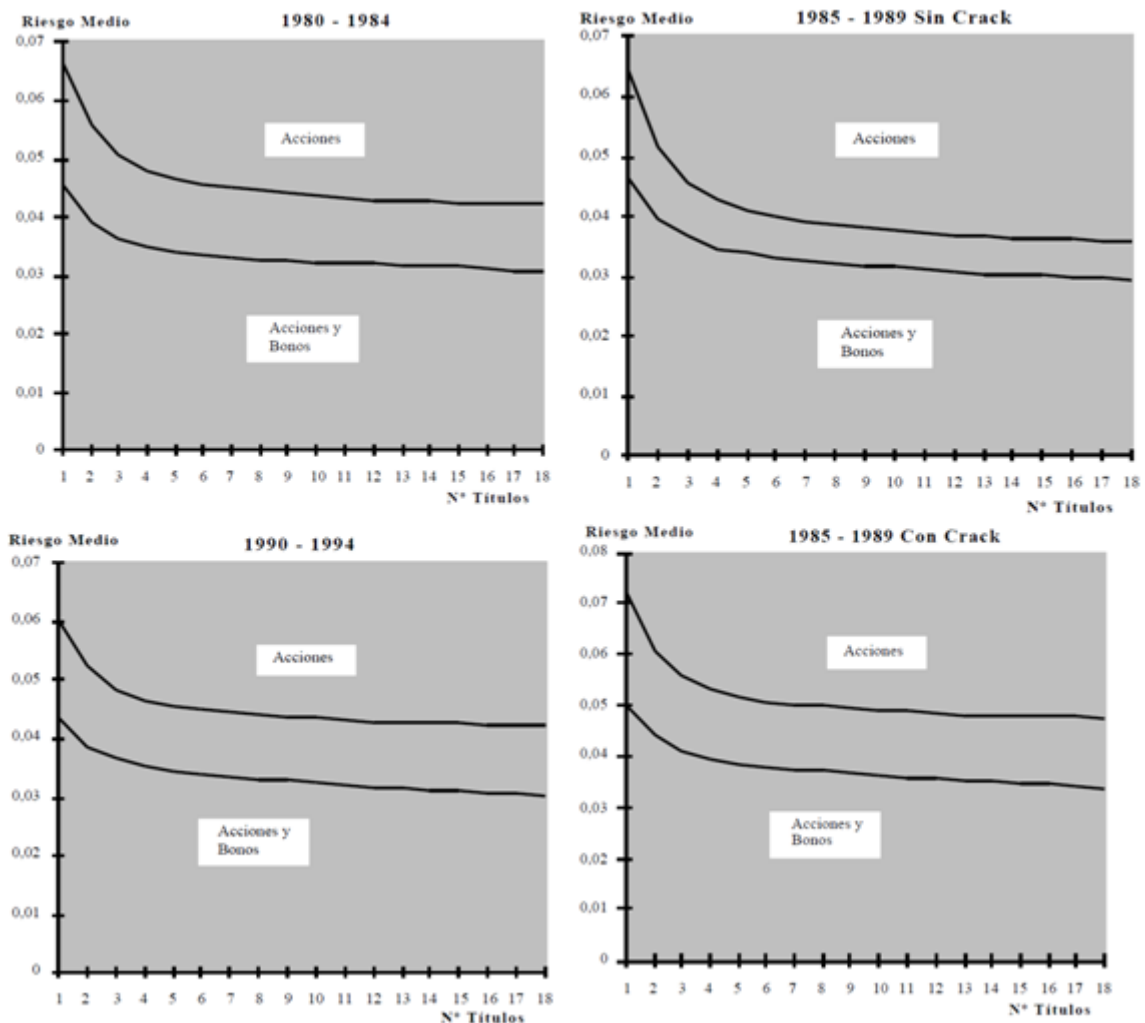 Riesgo Medio
1980 - 1984
0,07
0,06
0,05
0,04
0,03
0,02
0,01
0
Acciones
Acciones y
Bonos
1 2 3 4 5 6 7 8 9 10 11 12 13 14 15 16 17 18
Nº Títulos
Riesgo Medio
1985 - 1989 Sin Crack
0,07
0,06
0,05
0,04
0,03
0,02
0,01
0
Acciones
Acciones y
Bonos
1 2 3 4 5 6 7 8 9 10 11 12 13 14 15 16 17 18
Nº Títulos
Riesgo Medio
1990 - 1994
0,07
0,06
0,05
0,04
0,03
0,02
0,01
0
Acciones
Acciones y
Bonos
1 2 3 4 5 6 7 8 9 10 11 12 13 14 15 16 17 18
Nº Títulos
Riesgo Medio
1985 - 1989 Con Crack
0,08
0,07
0,06
0,05
0,04
0,03
0,02
0,01
0
Acciones
Acciones y
Bonos
1 2 3 4 5 6 7 8 9 10 11 12 13 14 15 16 17 18
Nº Títulos